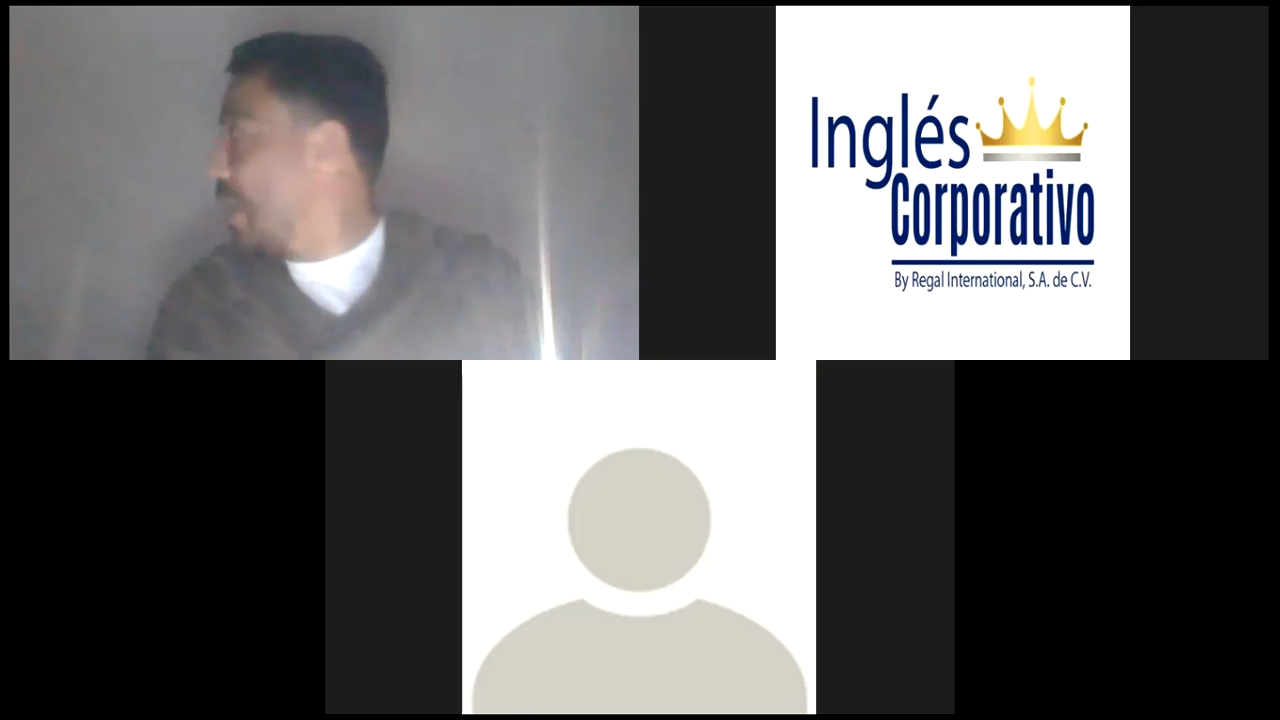 Inglés
Corporativo
By Regal International, S.A. de C.V.